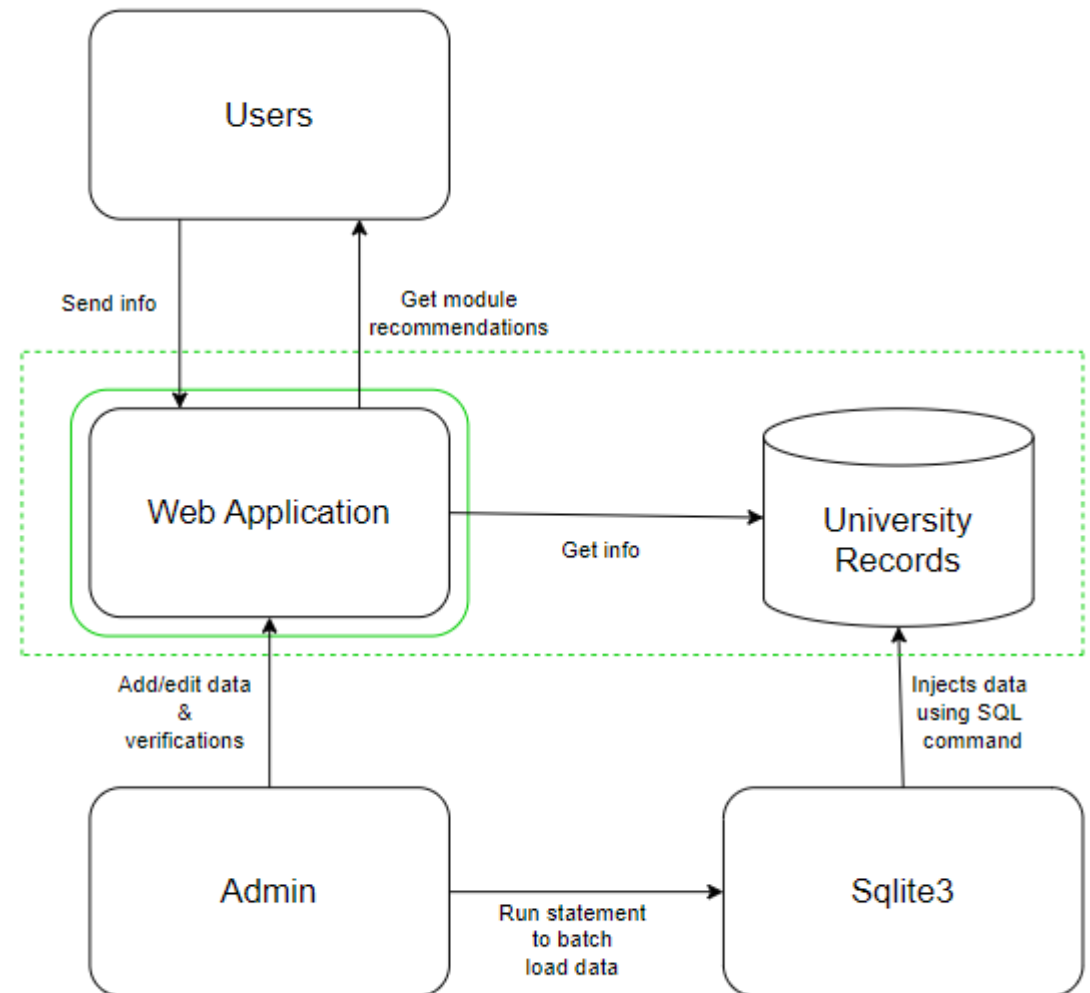 Users
Send info
Get module
recommendations
Web Application
Get info
University
Records
Add/edit data
&
verifications
Injects data
using SQL
command
Admin
Run statement
to batch
load data
Sqlite3